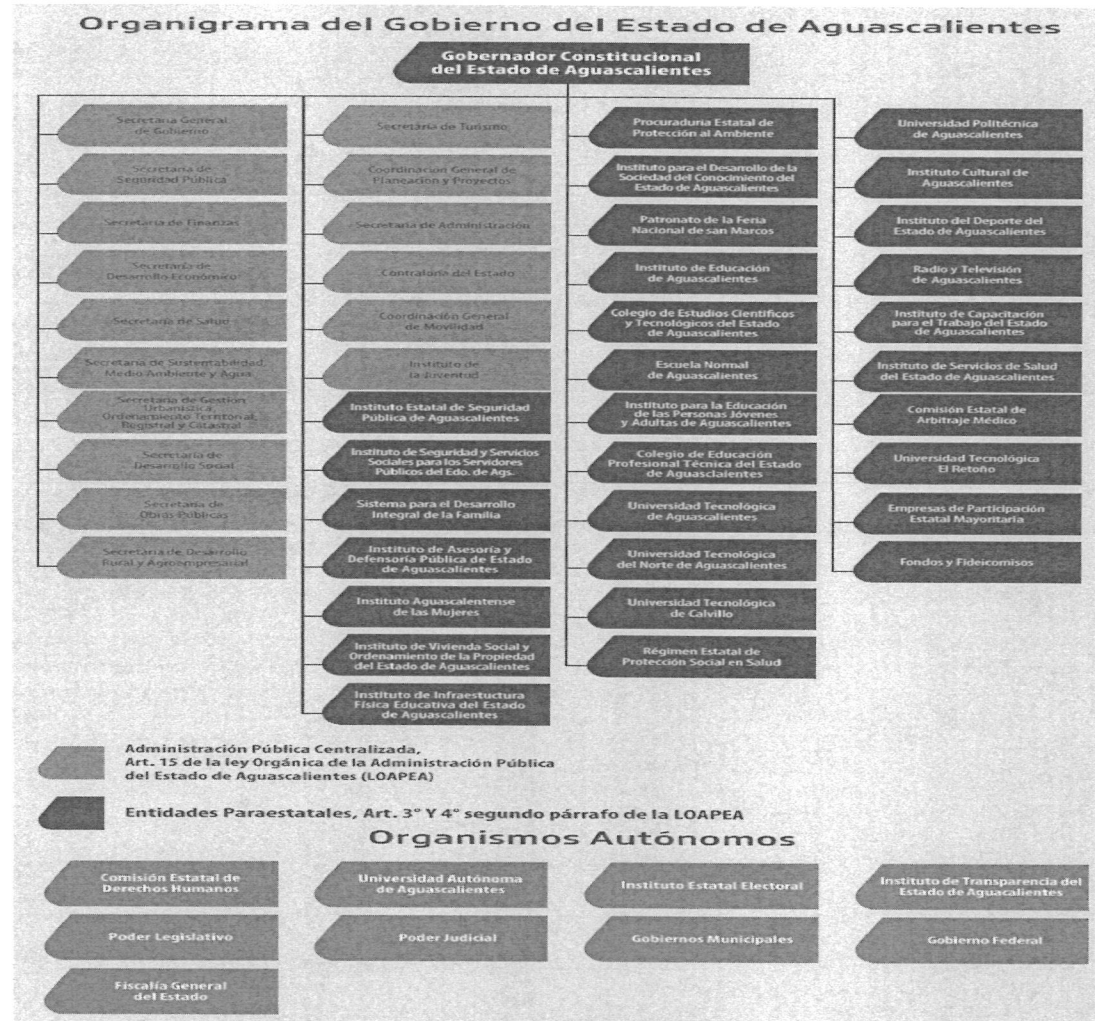 Organigrama del Gobierno del Estado de Aguascalientes
Gobernador Constitucional
del Estado de Aguascalientes
Secretaría General
de Gobierno
Secretaría de
Seguridad Pública
Secretaría de Finanzas
Secretaría de
Desarrollo Económico
Secretaría de Salud
Secretaría de Sustentabilidad,
Medio Ambiente y Agua
Secretaría de Gestión
Urbanística,
Ordenamiento Territorial,
Registral y Catastral
Secretaría de
Desarrollo Social
Secretaría de
Obras Públicas
Secretaría de Desarrollo
Rural y Agroempresarial
Secretaría de Turismo
Coordinación General de
Planeación y Proyectos
Secretaría de Administración
Contraloría del Estado
Coordinación General
de Movilidad
Instituto de
la Juventud
Instituto Estatal de Seguridad
Pública de Aguascalientes
Instituto de Seguridad y Servicios
Sociales para los Servidores
Públicos del Edo. de Ags.
Sistema para el Desarrollo
Integral de la Familia
Instituto de Asesoría y
Defensoría Pública de Estado
de Aguascalientes
Instituto Aguascalentense
de las Mujeres
Instituto de Vivienda Social y
Ordenamiento de la Propiedad
del Estado de Aguascalientes
Instituto de Infraestuctura
Física Educativa del Estado
de Aguascalientes
Procuraduría Estatal de
Protección al Ambiente
Instituto para el Desarrollo de la
Sociedad del Conocimiento del
Estado de Aguascalientes
Patronato de la Feria
Nacional de san Marcos
Instituto de Educación
de Aguascalientes
Colegio de Estudios Científicos
y Tecnológicos del Estado
de Aguascalientes
Escuela Normal
de Aguascalientes
Instituto para la Educación
de las Personas Jóvenes
y Adultas de Aguascalientes
Colegio de Educación
Profesional Técnica del Estado
de Aguasclaientes
Universidad Tecnológica
de Aguascalientes
Universidad Tecnológica
del Norte de Aguascalientes
Universidad Tecnológica
de Calvillo
Régimen Estatal de
Protección Social en Salud
Universidad Politécnica
de Aguascalientes
Instituto Cultural de
Aguascalientes
Instituto del Deporte del
Estado de Aguascalientes
Radio y Televisión
de Aguascalientes
Instituto de Capacitación
para el Trabajo del Estado
de Aguascalientes
Instituto de Servicios de Salud
del Estado de Aguascalientes
Comisión Estatal de
Arbitraje Médico
Universidad Tecnológica
El Retoño
Empresas de Participación
Estatal Mayoritaria
Fondos y Fideicomisos
Administración Pública Centralizada,
Art. 15 de la ley Orgánica de la Administración Pública
del Estado de Aguascalientes (LOAPEA)
Entidades Paraestatales, Art. 3° Y 4° segundo párrafo de la LOAPEA
Organismos Autónomos
Comisión Estatal de
Derechos Humanos
Universidad Autónoma
de Aguascalientes
Instituto Estatal Electoral
Instituto de Transparencia del
Estado de Aguacalientes
Poder Legislativo
Poder Judicial
Gobiernos Municipales
Gobierno Federal
Fiscalía General
del Estado